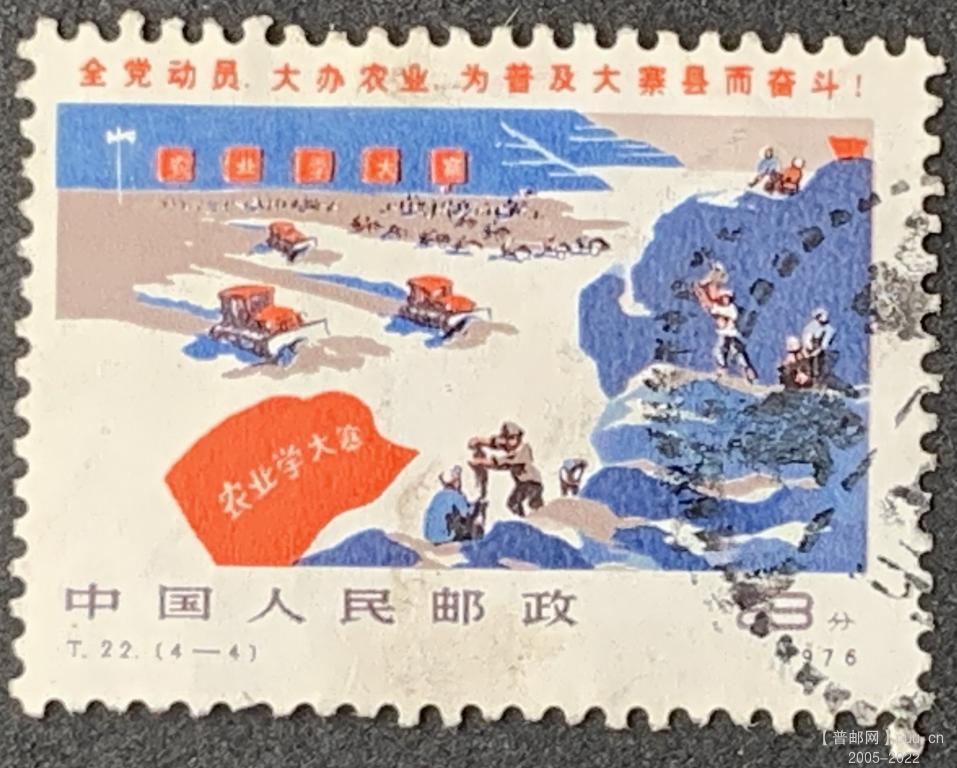 全党动员、大办农业、为普及大寨县而奋斗！
农业学大寨
农业学大寨
中国人民邮政 8分
T.22.(4—4) 1976
【普邮网】pu
cn
2005-2022